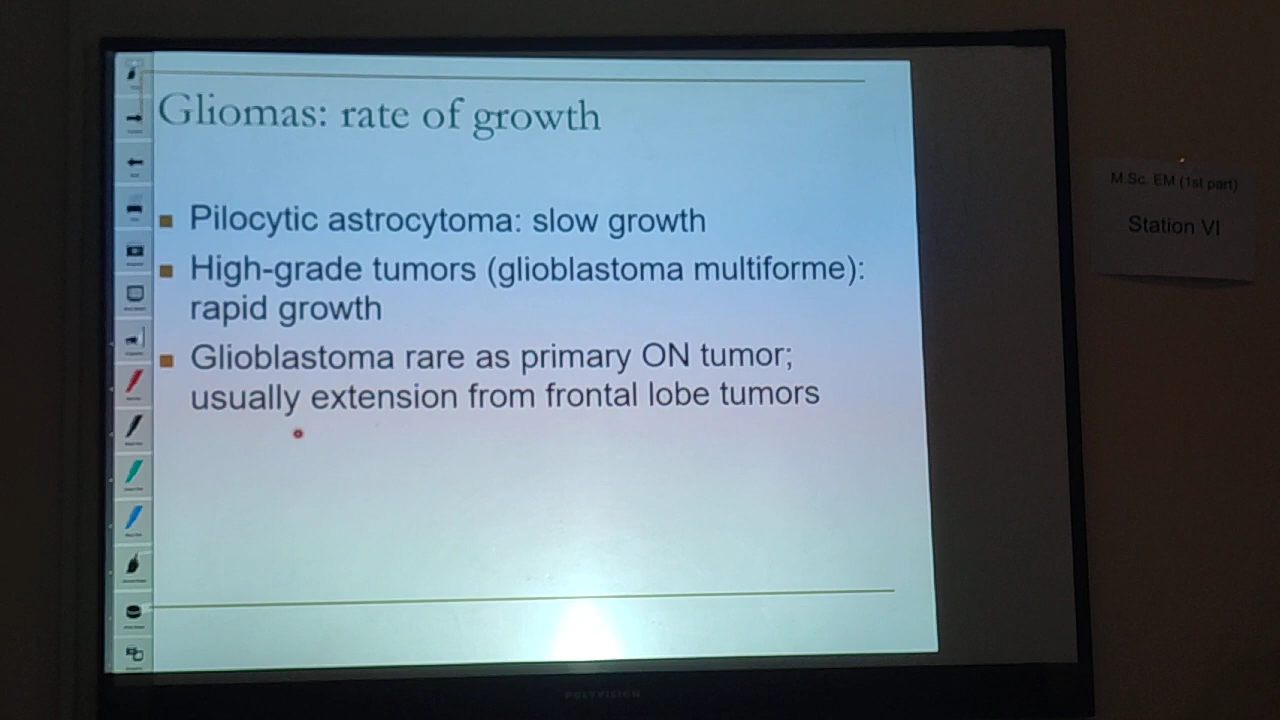 Gliomas: rate of growth
Pilocytic astrocytoma: slow growth
High-grade tumors (glioblastoma multiforme):
rapid growth
Glioblastoma rare as primary ON tumor;
usually extension from frontal lobe tumors
M.Sc. EM (1st part)
Station VI
POLYVISION